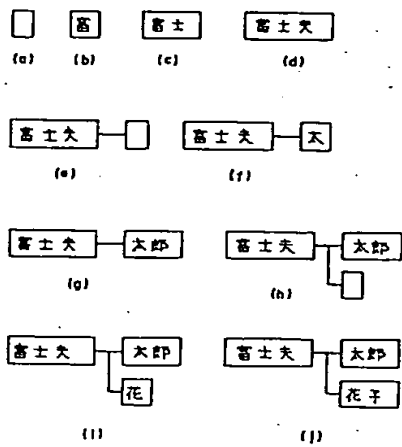 富 富士 富士夫
(a) (b) (c) (d)
富士夫 富士夫 太
(e) (f)
富士夫 太郎 富士夫 太郎
(g) (h)
富士夫 太郎 富士夫 太郎
花 花子
(i) (j)